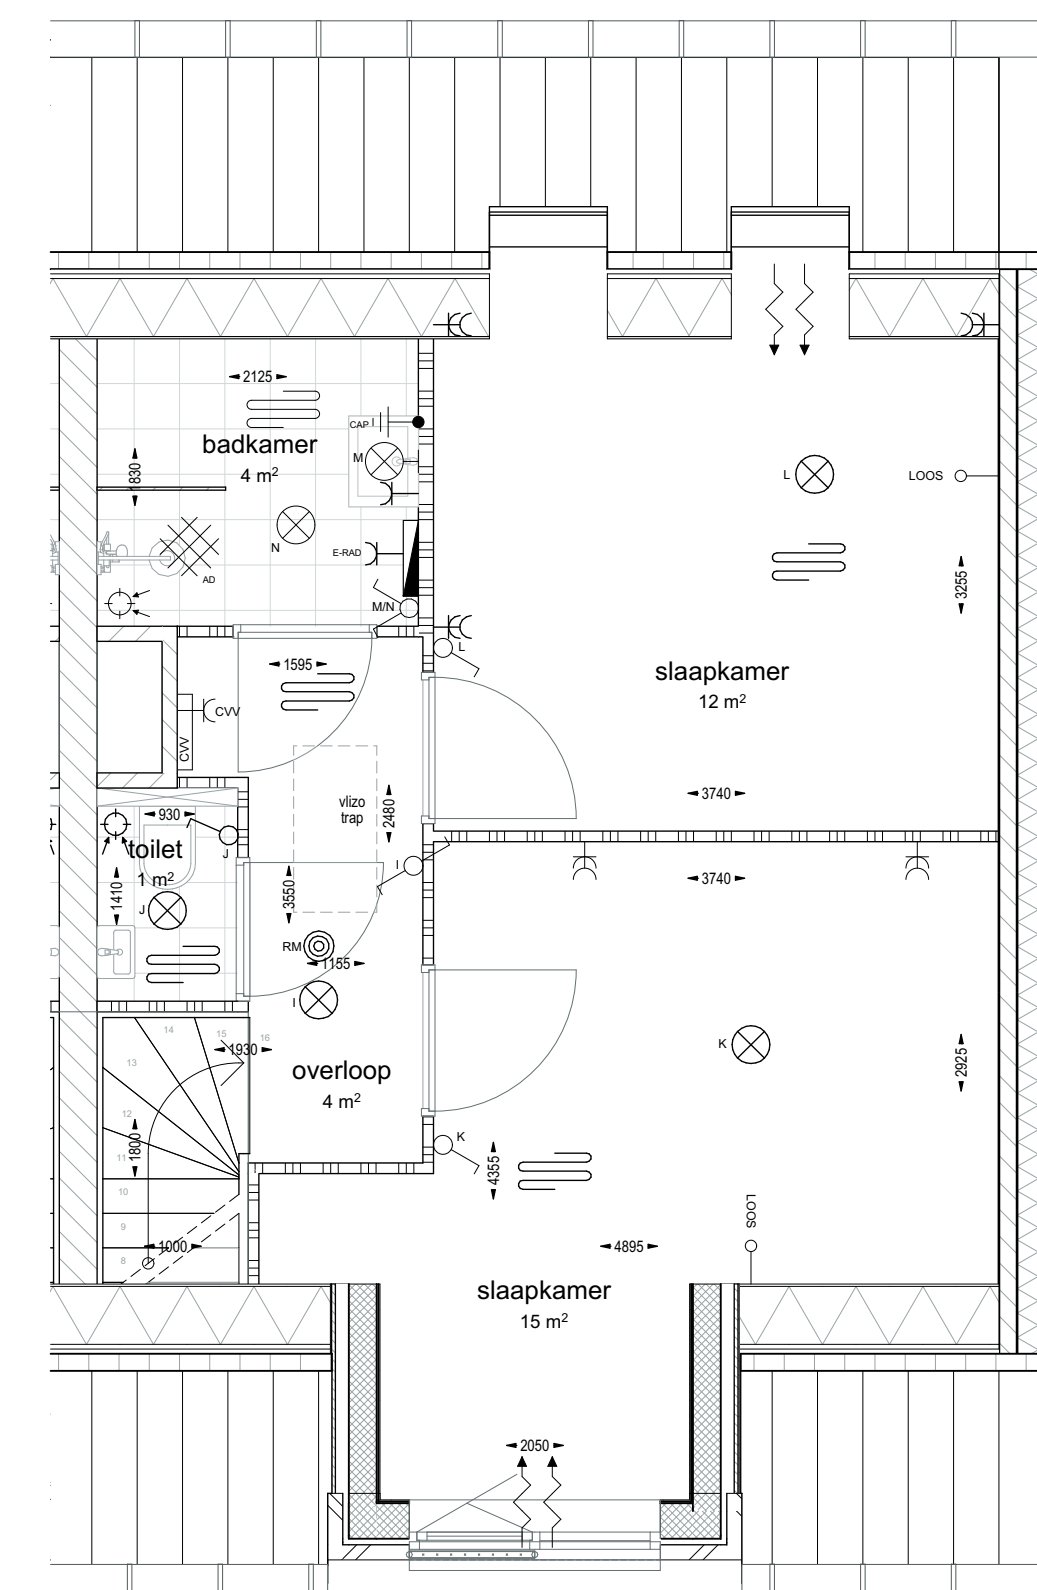 2125
CAP
badkamer
M
4 m²
1830
L
LOOS
N
E-RAD
AD
3255
M/N
L
1595
slaapkamer
12 m²
CVV
CVV
3740
vlizo
trap
2480
930
J
toilet
I
1 m²
3740
1410
3550
J
RM
1155
I
14
15
16
1930
K
13
overloop
2925
4 m²
12
K
1800
11
4355
10
LOOS
9
1000
4895
8
slaapkamer
15 m²
2050